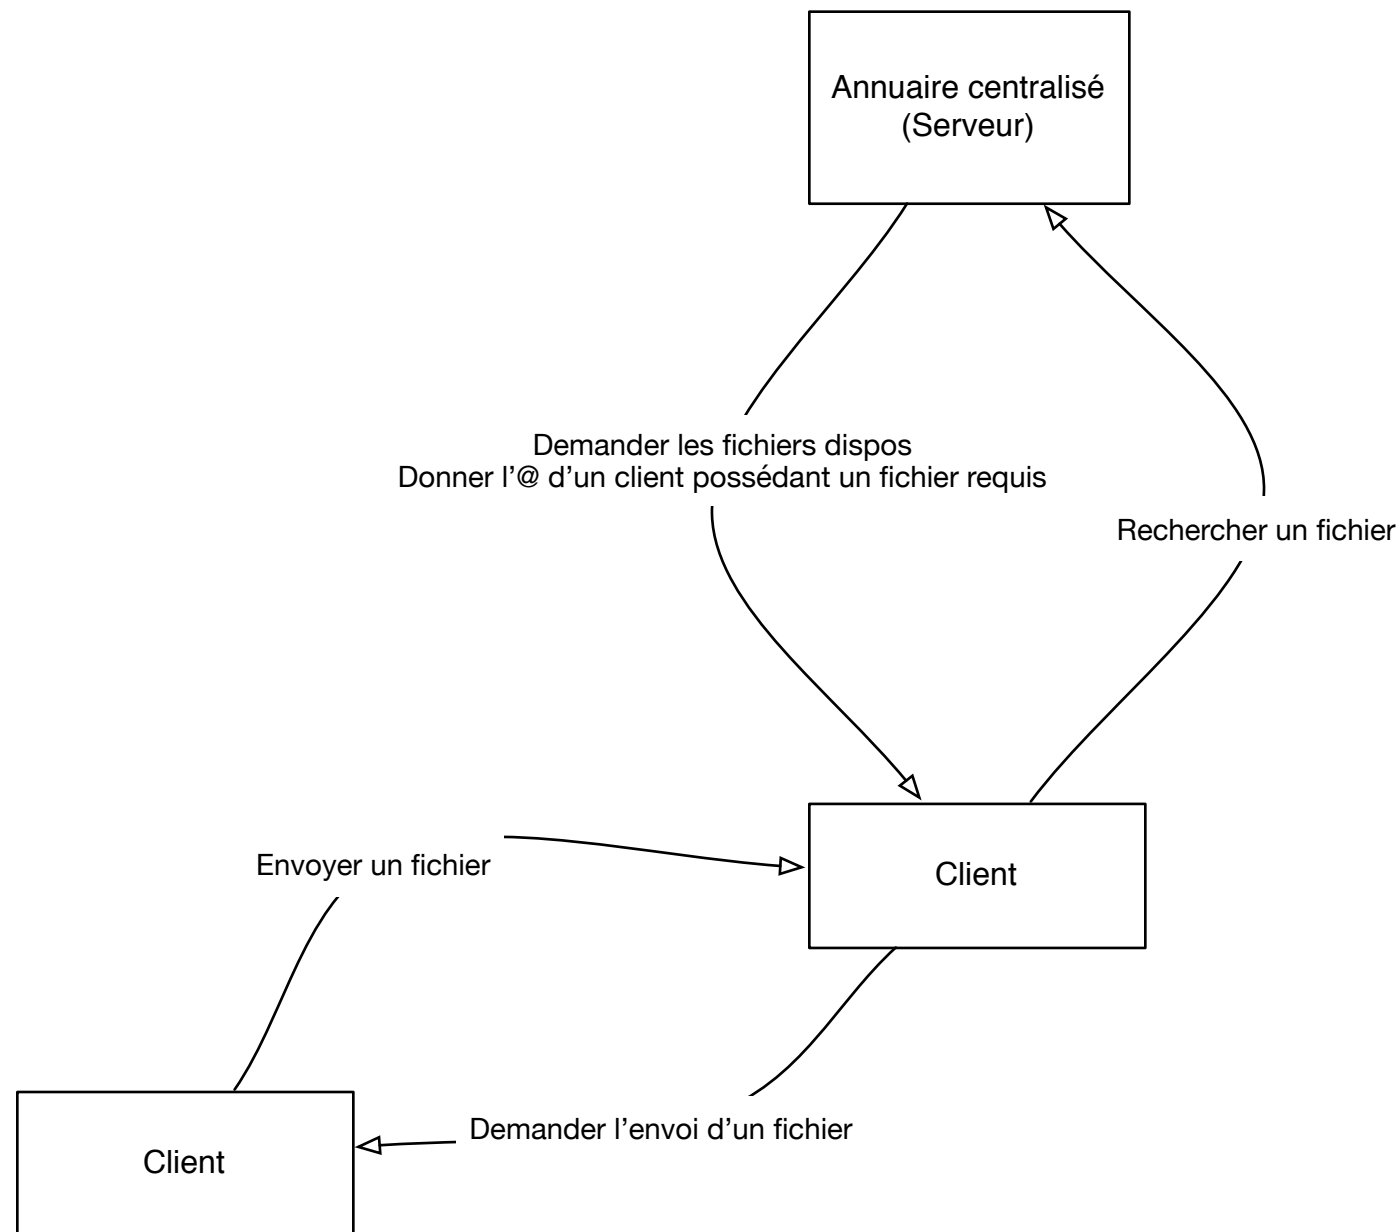 Annuaire centralisé
(Serveur)
Demander les fichiers dispos
Donner l’@ d’un client possédant un fichier requis
Rechercher un fichier
Envoyer un fichier
Client
Demander l’envoi d’un fichier
Client